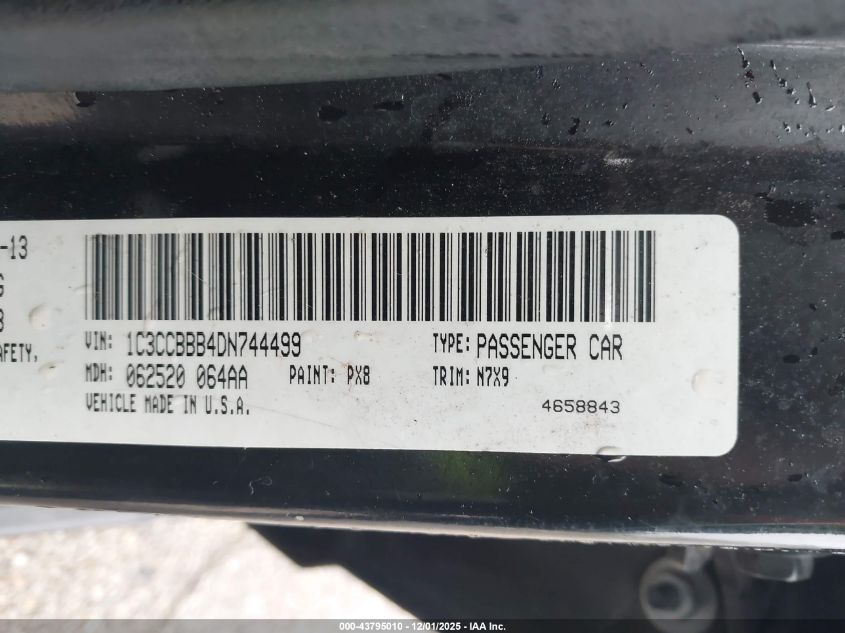 -13
G
8
AFETY,
VIN: 1C3CCBBB4DN744499 TYPE: PASSENGER CAR
MDH: 062520 064AA PAINT: PX8 TRIM: N7X9
VEHICLE MADE IN U.S.A. 4658843
000-43795010 - 12/01/2025 - IAA Inc.